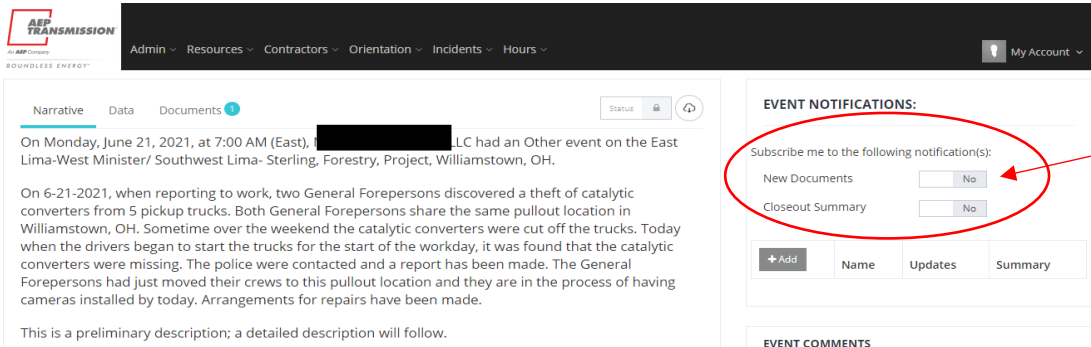 AEP
TRANSMISSION
An AEP Company
BOUNDLESS ENERGY
Admin Resources Contractors Orientation Incidents Hours
My Account
Narrative Data Documents 1
Status
On Monday, June 21, 2021, at 7:00 AM (East), LLC had an Other event on the East
Lima-West Minister/ Southwest Lima- Sterling, Forestry, Project, Williamstown, OH.
On 6-21-2021, when reporting to work, two General Forepersons discovered a theft of catalytic
converters from 5 pickup trucks. Both General Forepersons share the same pullout location in
Williamstown, OH. Sometime over the weekend the catalytic converters were cut off the trucks. Today
when the drivers began to start the trucks for the start of the workday, it was found that the catalytic
converters were missing. The police were contacted and a report has been made. The General
Forepersons had just moved their crews to this pullout location and they are in the process of having
cameras installed by today. Arrangements for repairs have been made.
This is a preliminary description; a detailed description will follow.
EVENT NOTIFICATIONS:
Subscribe me to the following notification(s):
New Documents No
Closeout Summary No
+ Add Name Updates Summary
EVENT COMMENTS